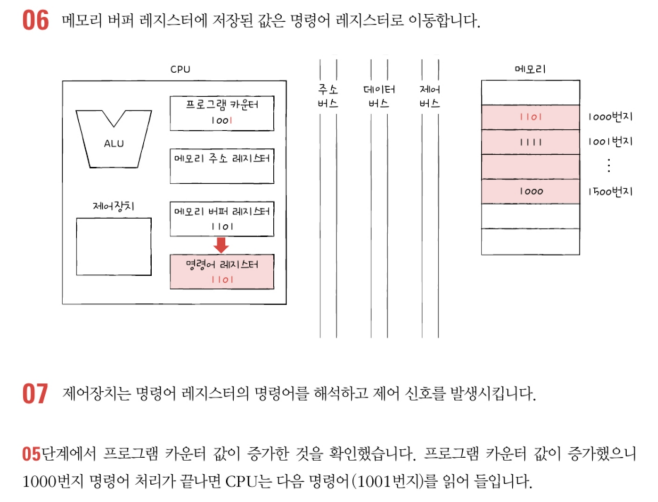 06 메모리 버퍼 레지스터에 저장된 값은 명령어 레지스터로 이동합니다.
CPU
프로그램 카운터
1001
ALU
메모리 주소 레지스터
제어장치
메모리 버퍼 레지스터
1101
명령어 레지스터
1101
주소
버스
데이터
버스
제어
버스
메모리
1101 1000번지
1111 1001번지
⋮
1000 1500번지
07 제어장치는 명령어 레지스터의 명령어를 해석하고 제어 신호를 발생시킵니다.
05단계에서 프로그램 카운터 값이 증가한 것을 확인했습니다. 프로그램 카운터 값이 증가했으니
1000번지 명령어 처리가 끝나면 CPU는 다음 명령어(1001번지)를 읽어 들입니다.